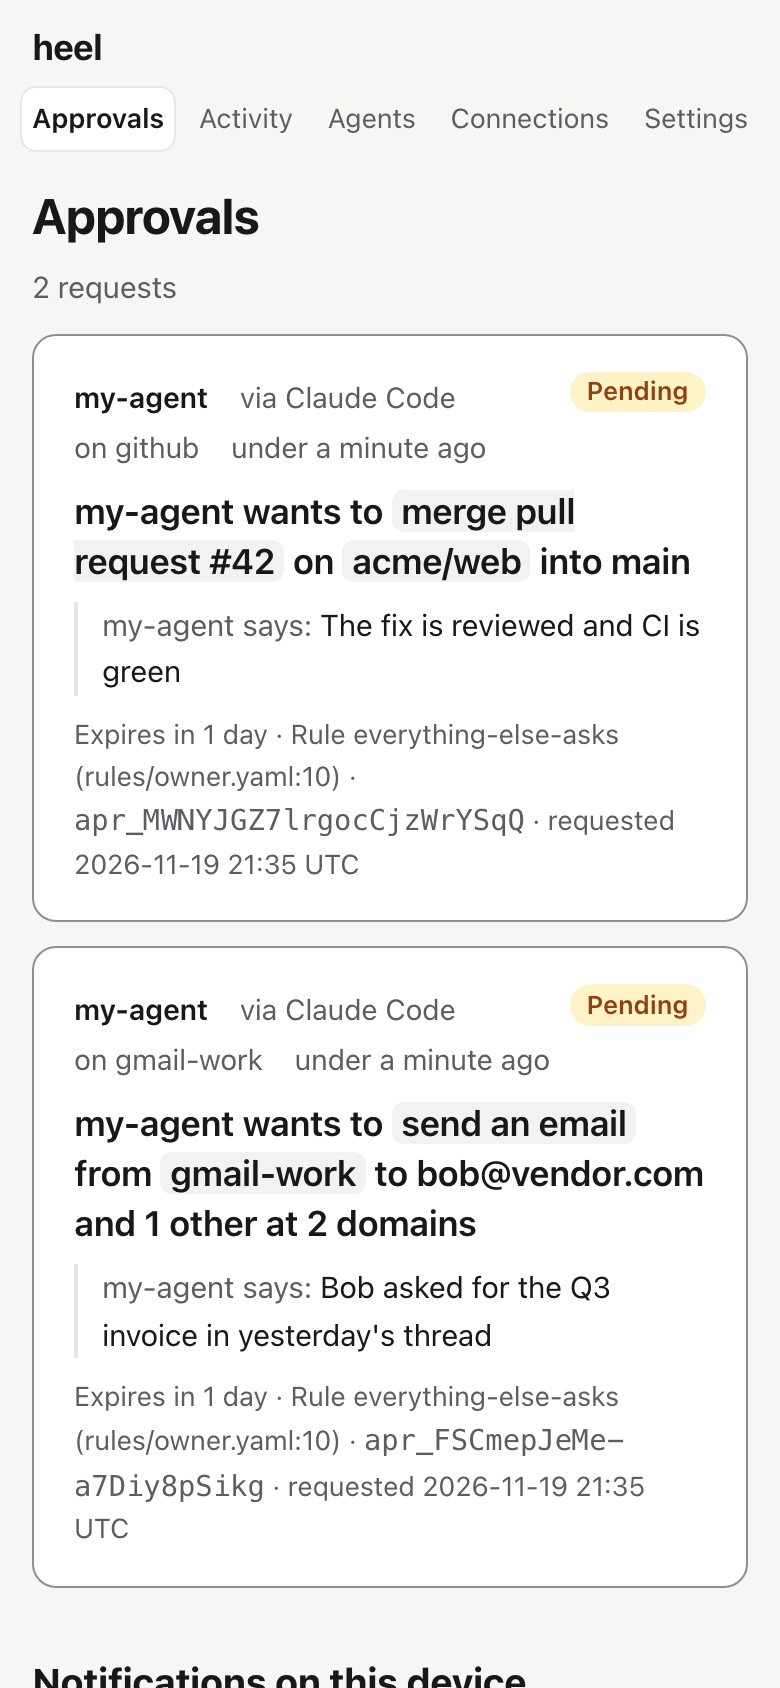 heel
Approvals Activity Agents Connections Settings
Approvals
2 requests
my-agent via Claude Code Pending
on github under a minute ago
my-agent wants to merge pull
request #42 on acme/web into main
my-agent says: The fix is reviewed and CI is
green
Expires in 1 day · Rule everything-else-asks
(rules/owner.yaml:10) ·
apr_MWNYJGZ7lrgocCjzWrYSqQ · requested
2026-11-19 21:35 UTC
my-agent via Claude Code Pending
on gmail-work under a minute ago
my-agent wants to send an email
from gmail-work to bob@vendor.com
and 1 other at 2 domains
my-agent says: Bob asked for the Q3
invoice in yesterday's thread
Expires in 1 day · Rule everything-else-asks
(rules/owner.yaml:10) · apr_FSCmepJeMe-
a7Diy8pSikg · requested 2026-11-19 21:35
UTC
Notifications on this device